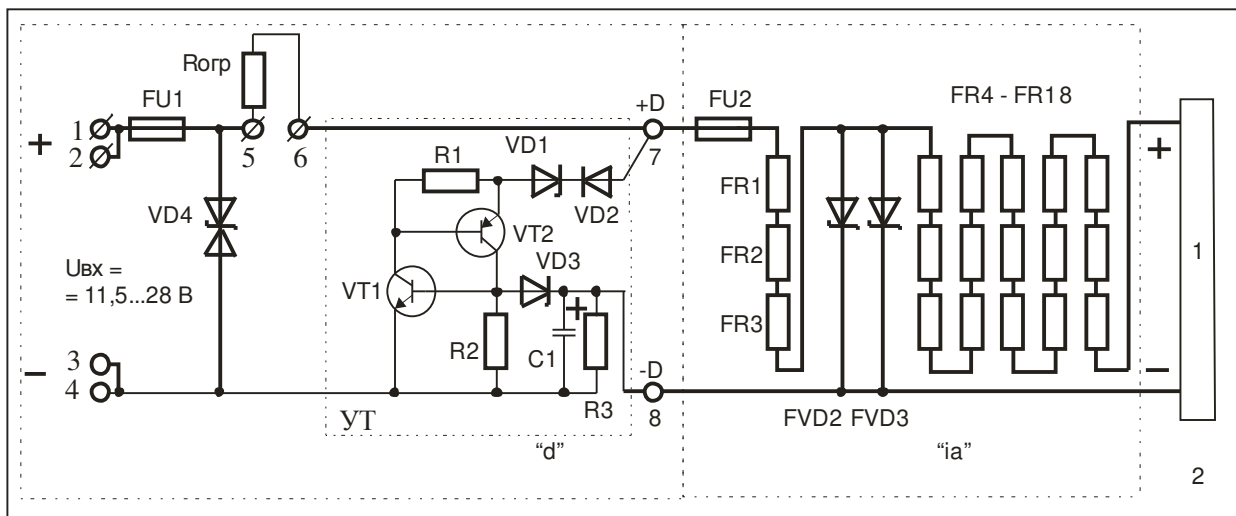 Rогр
FU1
+
1
2
5
6
+D
7
FU2
FR4 - FR18
R1
VD1
VD2
VT2
VD4
Uвх =
= 11,5...28 В
VT1
VD3
+
R2
C1
R3
УТ
“d”
–
3
4
-D
8
FR1
FR2
FR3
FVD2
FVD3
“ia”
+
–
1
2